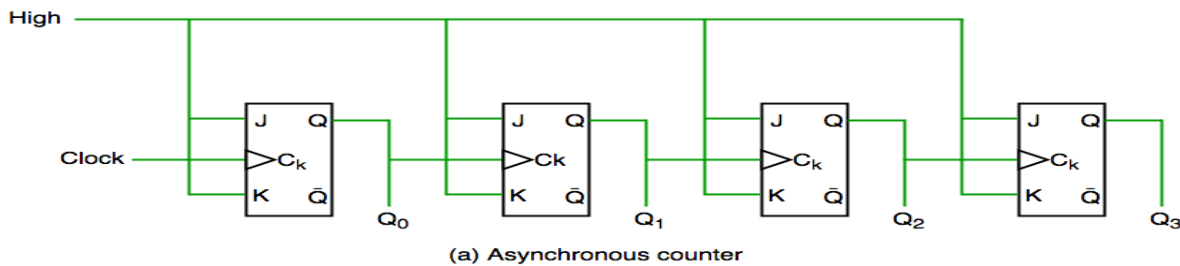 High
J Q J Q J Q J Q
Clock Cₖ Ck Cₖ Cₖ
K Q̄ K Q̄ K Q̄ K Q̄
Q₀ Q₁ Q₂ Q₃
(a) Asynchronous counter